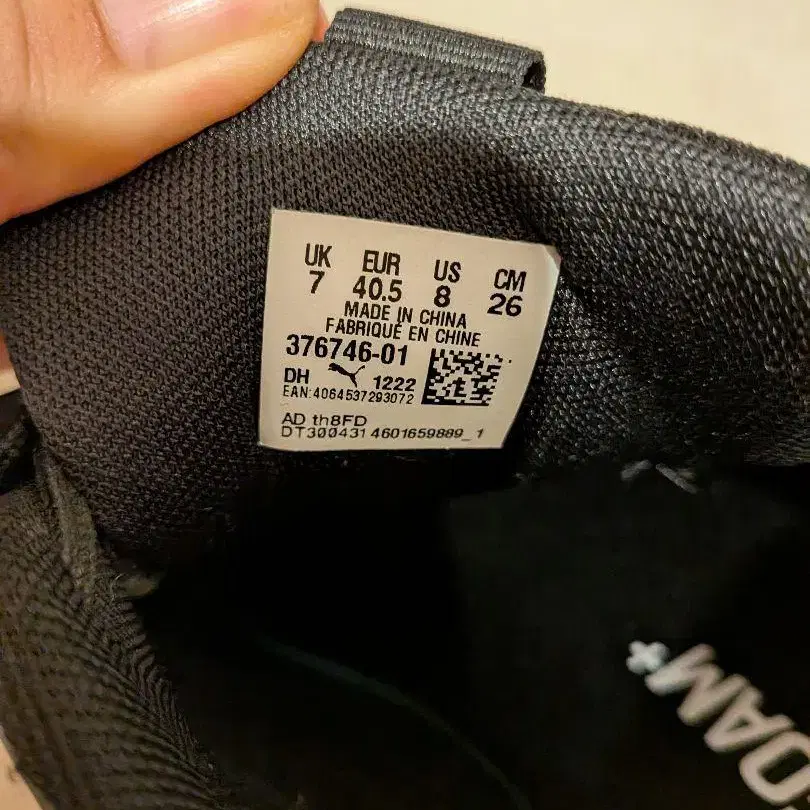 UK EUR US CM
7 40.5 8 26
MADE IN CHINA
FABRIQUÉ EN CHINE
376746-01
DH 1222
EAN:4064537293072
AD th8FD
DT300431 4601659889_1
OAM+